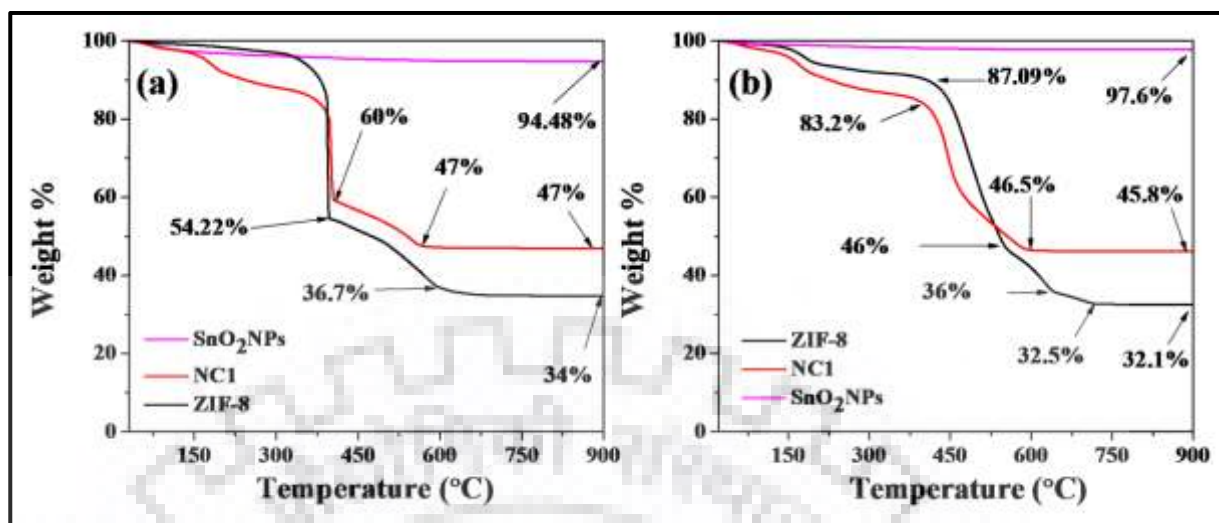 100
80
60
40
20
0
Weight %
(a)
94.48%
60%
47%
47%
54.22%
36.7%
34%
SnO₂NPs
NC1
ZIF-8
150 300 450 600 750 900
Temperature (°C)
100
80
60
40
20
0
Weight %
(b)
87.09%
97.6%
83.2%
46.5%
45.8%
46%
36%
32.5%
32.1%
ZIF-8
NC1
SnO₂NPs
150 300 450 600 750 900
Temperature (°C)